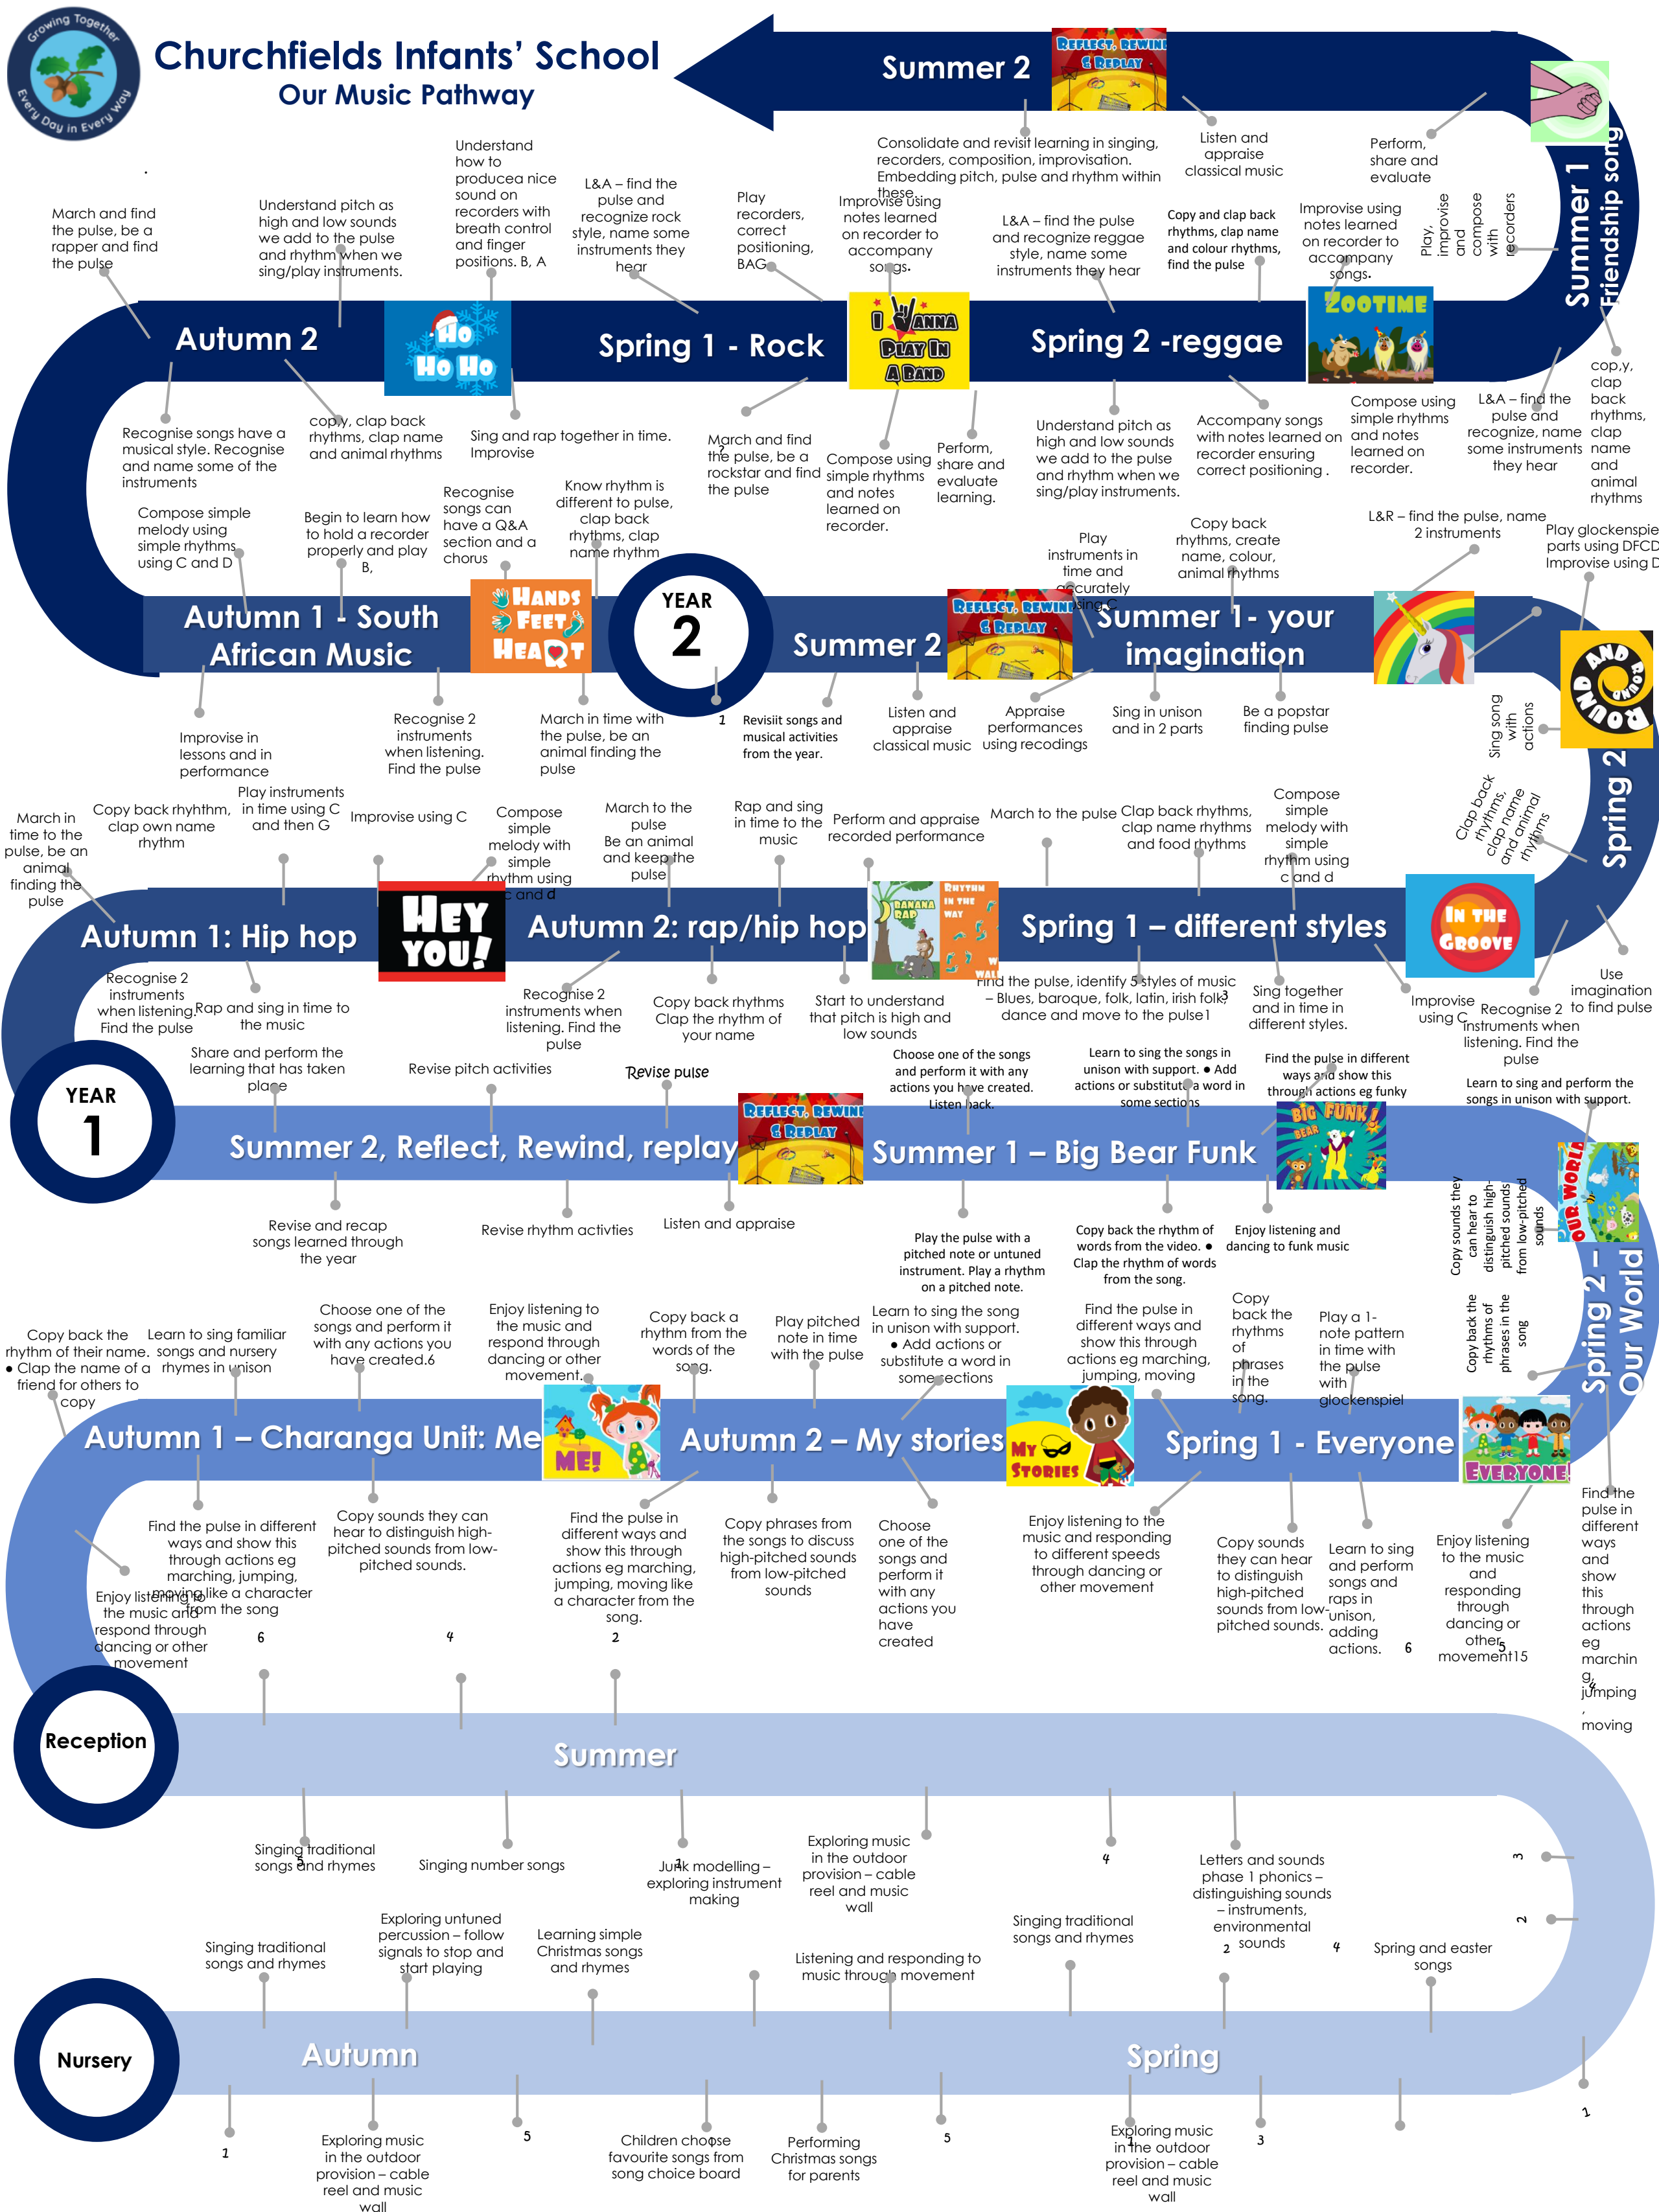 Growing Together
Every Day in Every Way
Churchfields Infants' School
Our Music Pathway
Summer 2
REFLECT, REWIND
& REPLAY
Consolidate and revisit learning in singing,
recorders, composition, improvisation.
Embedding pitch, pulse and rhythm within
these.
Listen and
appraise
classical music
Perform,
share and
evaluate
Summer 1
Friendship song
Play,
improvise
and
compose
with
recorders
March and find
the pulse, be a
rapper and find
the pulse
Understand pitch as
high and low sounds
we add to the pulse
and rhythm when we
sing/play instruments.
Understand
how to
producea nice
sound on
recorders with
breath control
and finger
positions. B, A
L&A – find the
pulse and
recognize rock
style, name some
instruments they
hear
Play
recorders,
correct
positioning,
BAG
Improvise using
notes learned
on recorder to
accompany
songs.
L&A – find the pulse
and recognize reggae
style, name some
instruments they hear
Copy and clap back
rhythms, clap name
and colour rhythms,
find the pulse
Improvise using
notes learned
on recorder to
accompany
songs.
Autumn 2
HO
HO HO
Spring 1 - Rock
I WANNA
PLAY IN
A BAND
Spring 2 -reggae
ZOOTIME
Recognise songs have a
musical style. Recognise
and name some of the
instruments
cop,y, clap back
rhythms, clap name
and animal rhythms
Sing and rap together in time.
Improvise
March and find
the pulse, be a
rockstar and find
the pulse
Compose using
simple rhythms
and notes
learned on
recorder.
Perform,
share and
evaluate
learning.
Understand pitch as
high and low sounds
we add to the pulse
and rhythm when we
sing/play instruments.
Accompany songs
with notes learned on
recorder ensuring
correct positioning .
Compose using
simple rhythms
and notes
learned on
recorder.
L&A – find the
pulse and
recognize, name
some instruments
they hear
cop,y,
clap
back
rhythms,
clap
name
and
animal
rhythms
Compose simple
melody using
simple rhythms
using C and D
Begin to learn how
to hold a recorder
properly and play
B,
Recognise
songs can
have a Q&A
section and a
chorus
Know rhythm is
different to pulse,
clap back
rhythms, clap
name rhythm
Play
instruments in
time and
accurately
using C
Copy back
rhythms, create
name, colour,
animal rhythms
L&R – find the pulse, name
2 instruments
Play glockenspie
parts using DFCD
Improvise using D
Autumn 1 - South
African Music
HANDS
FEET
HEART
YEAR
2
Summer 2
REFLECT, REWIND
& REPLAY
Summer 1- your
imagination
ROUND AND ROUND
Spring 2
Improvise in
lessons and in
performance
Recognise 2
instruments
when listening.
Find the pulse
March in time with
the pulse, be an
animal finding the
pulse
1
Revisiit songs and
musical activities
from the year.
Listen and
appraise
classical music
Appraise
performances
using recodings
Sing in unison
and in 2 parts
Be a popstar
finding pulse
Sing song
with
actions
Clap back
rhythms,
clap name
and animal
rhythms
March in
time to the
pulse, be an
animal
finding the
pulse
Copy back rhyhthm,
clap own name
rhythm
Play instruments
in time using C
and then G
Improvise using C
Compose
simple
melody with
simple
rhythm using
c and d
March to the
pulse
Be an animal
and keep the
pulse
Rap and sing
in time to the
music
Perform and appraise
recorded performance
March to the pulse
Clap back rhythms,
clap name rhythms
and food rhythms
Compose
simple
melody with
simple
rhythm using
c and d
Autumn 1: Hip hop
HEY
YOU!
Autumn 2: rap/hip hop
BANANA
RAP
RHYTHM
IN THE
WAY
Spring 1 – different styles
IN THE
GROOVE
Recognise 2
instruments
when listening.
Find the pulse
Rap and sing in time to
the music
Recognise 2
instruments when
listening. Find the
pulse
Copy back rhythms
Clap the rhythm of
your name
Start to understand
that pitch is high and
low sounds
Find the pulse, identify 5 styles of music
– Blues, baroque, folk, latin, irish folk,
dance and move to the pulse1
3
Sing together
and in time in
different styles.
Improvise
using C
Recognise 2
instruments when
listening. Find the
pulse
Use
imagination
to find pulse
Share and perform the
learning that has taken
place
Revise pitch activities
Revise pulse
Choose one of the songs
and perform it with any
actions you have created.
Listen back.
Learn to sing the songs in
unison with support. ● Add
actions or substitute a word in
some sections
Find the pulse in different
ways and show this
through actions eg funky
Learn to sing and perform the
songs in unison with support.
YEAR
1
Summer 2, Reflect, Rewind, replay
REFLECT, REWIND
& REPLAY
Summer 1 – Big Bear Funk
BIG
BEAR
FUNK!
OUR WORLD
Spring 2 –
Our World
Revise and recap
songs learned through
the year
Revise rhythm activties
Listen and appraise
Play the pulse with a
pitched note or untuned
instrument. Play a rhythm
on a pitched note.
Copy back the rhythm of
words from the video. ●
Clap the rhythm of words
from the song.
Enjoy listening and
dancing to funk music
Copy sounds they
can hear to
distinguish high-
pitched sounds
from low-pitched
sounds
Copy back the
rhythms of
phrases in the
song
Copy back the
rhythm of their name.
● Clap the name of a
friend for others to
copy
Learn to sing familiar
songs and nursery
rhymes in unison
Choose one of the
songs and perform it
with any actions you
have created.6
Enjoy listening to
the music and
respond through
dancing or other
movement.
Copy back a
rhythm from the
words of the
song.
Play pitched
note in time
with the pulse
Learn to sing the song
in unison with support.
● Add actions or
substitute a word in
some sections
Find the pulse in
different ways and
show this through
actions eg marching,
jumping, moving
Copy
back the
rhythms
of
phrases
in the
song.
Play a 1-
note pattern
in time with
the pulse
with
glockenspiel
Autumn 1 – Charanga Unit: Me
ME!
Autumn 2 – My stories
MY
STORIES
Spring 1 - Everyone
EVERYONE!
Find the pulse in different
ways and show this
through actions eg
marching, jumping,
moving like a character
from the song
Enjoy listening to
the music and
respond through
dancing or other
movement
Copy sounds they can
hear to distinguish high-
pitched sounds from low-
pitched sounds.
Find the pulse in
different ways and
show this through
actions eg marching,
jumping, moving like
a character from the
song.
Copy phrases from
the songs to discuss
high-pitched sounds
from low-pitched
sounds
Choose
one of the
songs and
perform it
with any
actions you
have
created
Enjoy listening to the
music and responding
to different speeds
through dancing or
other movement
Copy sounds
they can hear
to distinguish
high-pitched
sounds from low-
pitched sounds.
Learn to sing
and perform
songs and
raps in
unison,
adding
actions.
Enjoy listening
to the music
and
responding
through
dancing or
other
movement15
Find the
pulse in
different
ways
and
show
this
through
actions
eg
marchin
g,
jumping
,
moving
6
4
2
6
5
4
Reception
Summer
Singing traditional
songs and rhymes
5
Singing number songs
Junk modelling –
exploring instrument
making
1
Exploring music
in the outdoor
provision – cable
reel and music
wall
4
Letters and sounds
phase 1 phonics –
distinguishing sounds
– instruments,
environmental
sounds
3
2
Singing traditional
songs and rhymes
Exploring untuned
percussion – follow
signals to stop and
start playing
Learning simple
Christmas songs
and rhymes
Listening and responding to
music through movement
Singing traditional
songs and rhymes
2
4
Spring and easter
songs
Nursery
Autumn
Spring
1
Exploring music
in the outdoor
provision – cable
reel and music
wall
5
Children choose
favourite songs from
song choice board
Performing
Christmas songs
for parents
5
Exploring music
in the outdoor
provision – cable
reel and music
wall
1
3
1